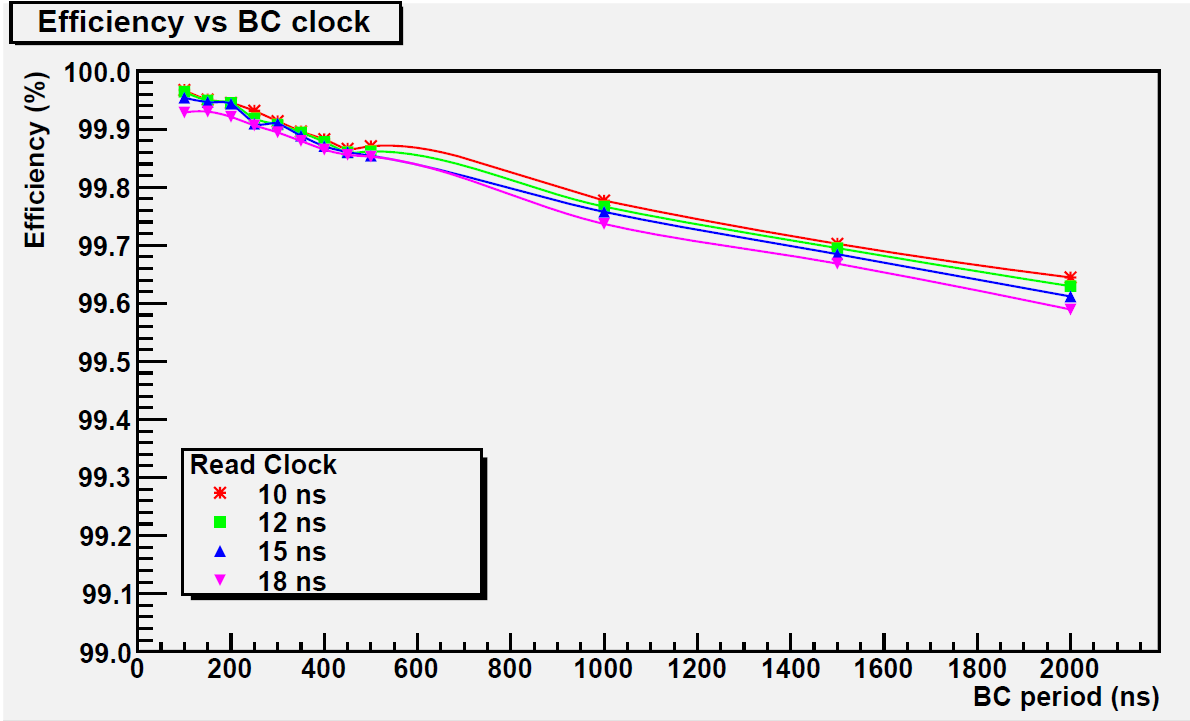 Efficiency vs BC clock
Efficiency (%)
100.0
99.9
99.8
99.7
99.6
99.5
99.4
99.3
99.2
99.1
99.0
Read Clock
10 ns
12 ns
15 ns
18 ns
0 200 400 600 800 1000 1200 1400 1600 1800 2000
BC period (ns)